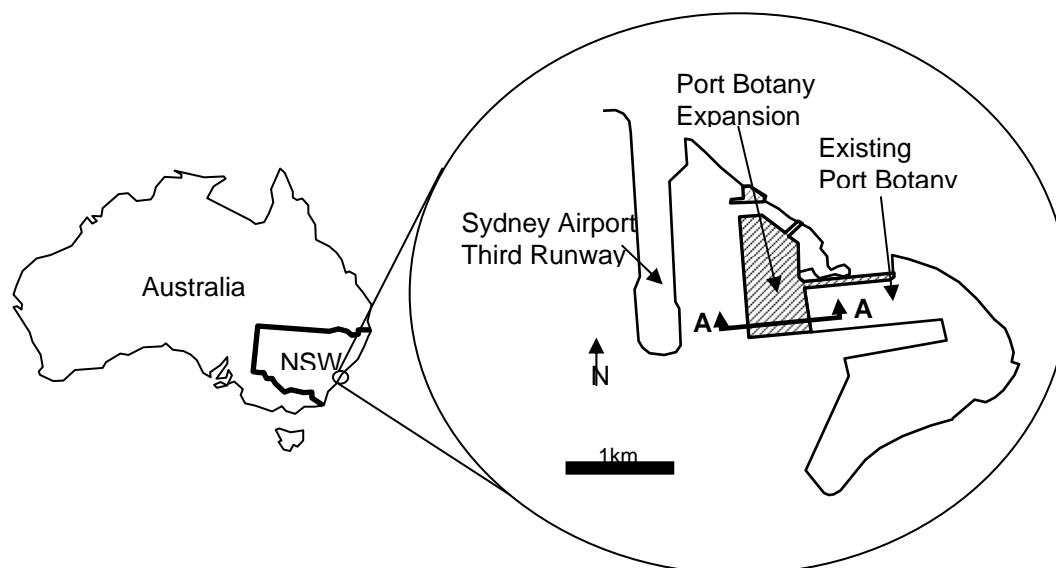 Port Botany
Expansion
Existing
Port Botany
Sydney Airport
Third Runway
Australia
A A
NSW
N
1km